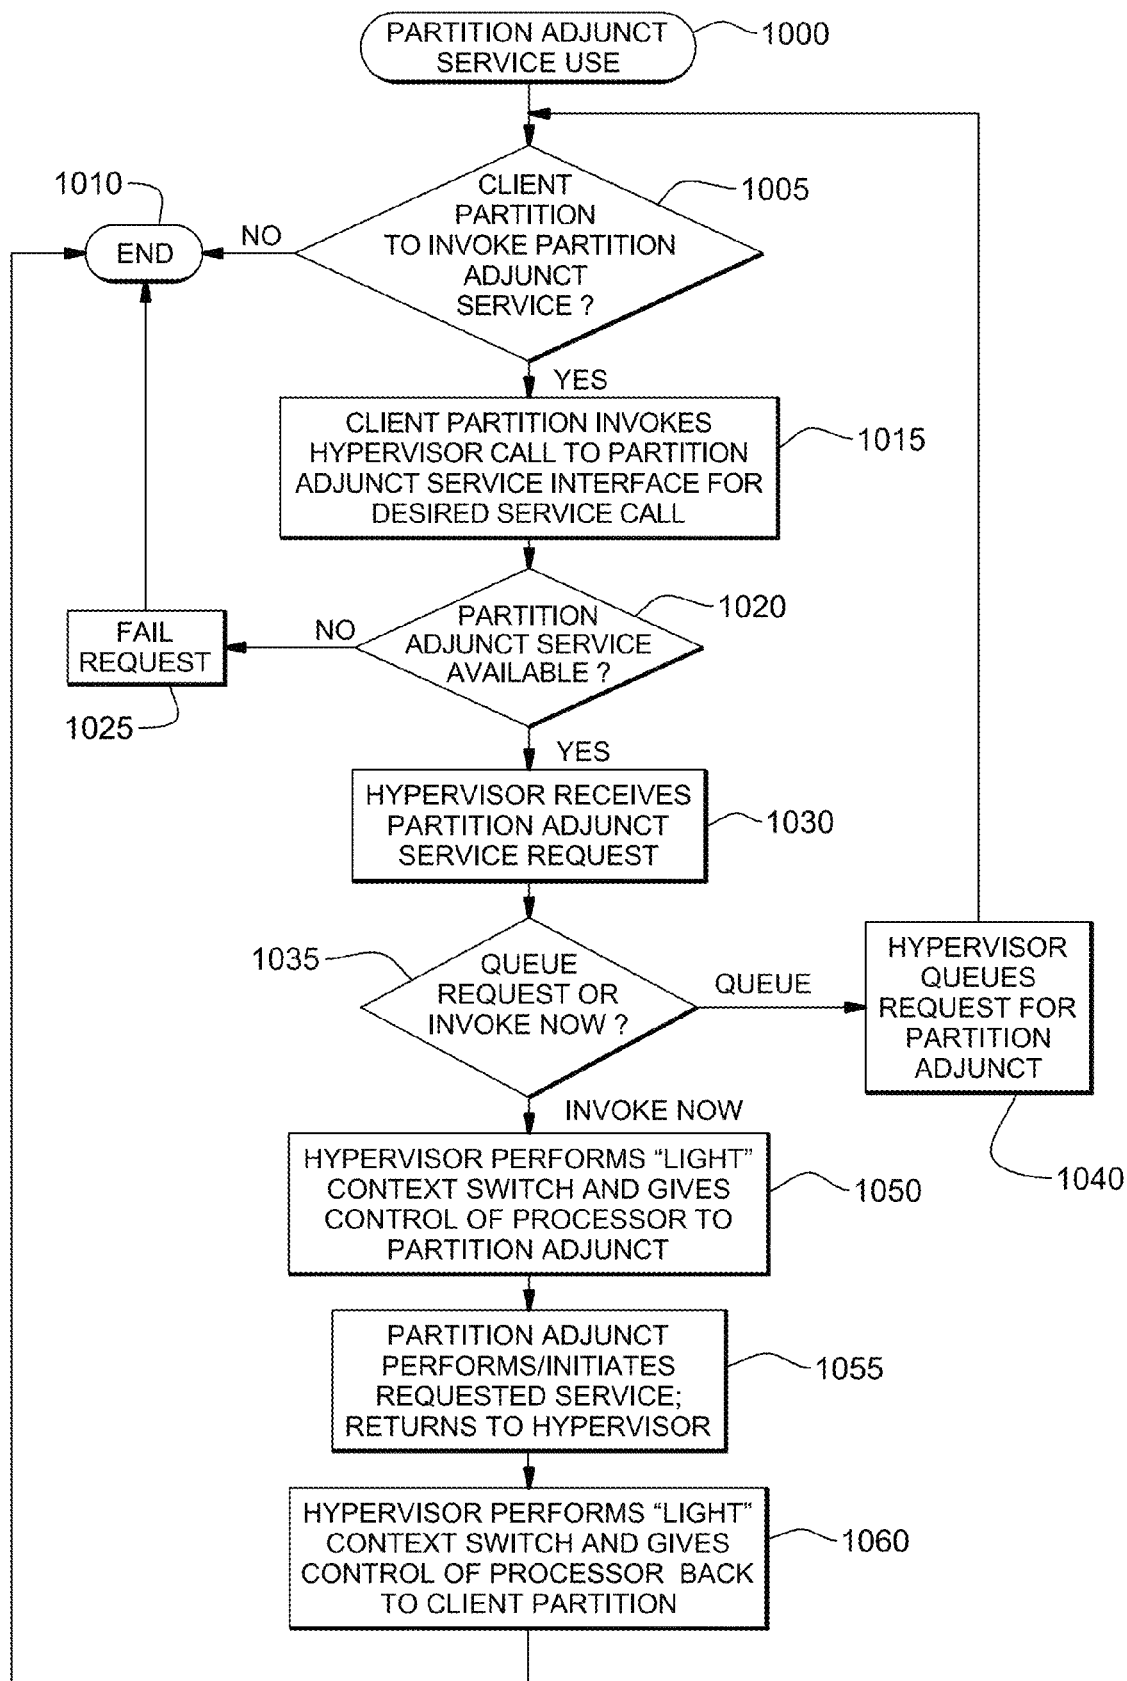 PARTITION ADJUNCT
SERVICE USE
1000
CLIENT
PARTITION
TO INVOKE PARTITION
ADJUNCT
SERVICE ?
1005
1010
END
NO
YES
CLIENT PARTITION INVOKES
HYPERVISOR CALL TO PARTITION
ADJUNCT SERVICE INTERFACE FOR
DESIRED SERVICE CALL
1015
PARTITION
ADJUNCT SERVICE
AVAILABLE ?
1020
NO
FAIL
REQUEST
1025
YES
HYPERVISOR RECEIVES
PARTITION ADJUNCT
SERVICE REQUEST
1030
1035
QUEUE
REQUEST OR
INVOKE NOW ?
QUEUE
HYPERVISOR
QUEUES
REQUEST FOR
PARTITION
ADJUNCT
1040
INVOKE NOW
HYPERVISOR PERFORMS “LIGHT”
CONTEXT SWITCH AND GIVES
CONTROL OF PROCESSOR TO
PARTITION ADJUNCT
1050
PARTITION ADJUNCT
PERFORMS/INITIATES
REQUESTED SERVICE;
RETURNS TO HYPERVISOR
1055
HYPERVISOR PERFORMS “LIGHT”
CONTEXT SWITCH AND GIVES
CONTROL OF PROCESSOR BACK
TO CLIENT PARTITION
1060